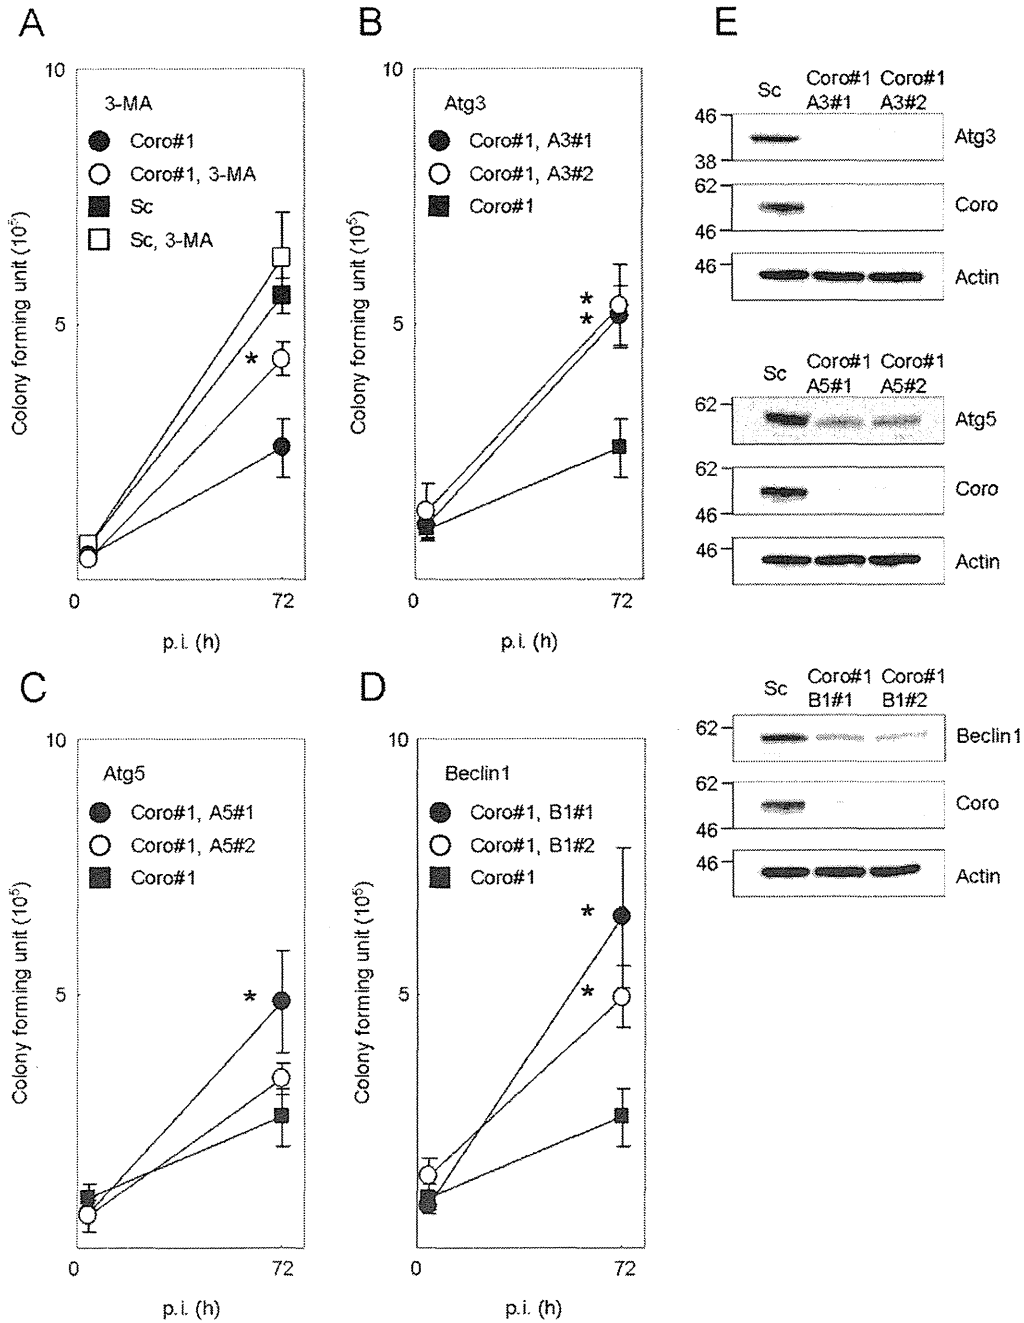 A
10
5
0
72
Colony forming unit (10⁵)
p.i. (h)
3-MA
Coro#1
Coro#1, 3-MA
Sc
Sc, 3-MA
*
B
10
5
0
72
Colony forming unit (10⁵)
p.i. (h)
Atg3
Coro#1, A3#1
Coro#1, A3#2
Coro#1
*
*
C
10
5
0
72
Colony forming unit (10⁵)
p.i. (h)
Atg5
Coro#1, A5#1
Coro#1, A5#2
Coro#1
*
D
10
5
0
72
Colony forming unit (10⁵)
p.i. (h)
Beclin1
Coro#1, B1#1
Coro#1, B1#2
Coro#1
*
*
E
Sc Coro#1 Coro#1
A3#1 A3#2
46
38
Atg3
62
46
Coro
46
Actin
Sc Coro#1 Coro#1
A5#1 A5#2
62
Atg5
62
46
Coro
46
Actin
Sc Coro#1 Coro#1
B1#1 B1#2
62
Beclin1
62
46
Coro
46
Actin